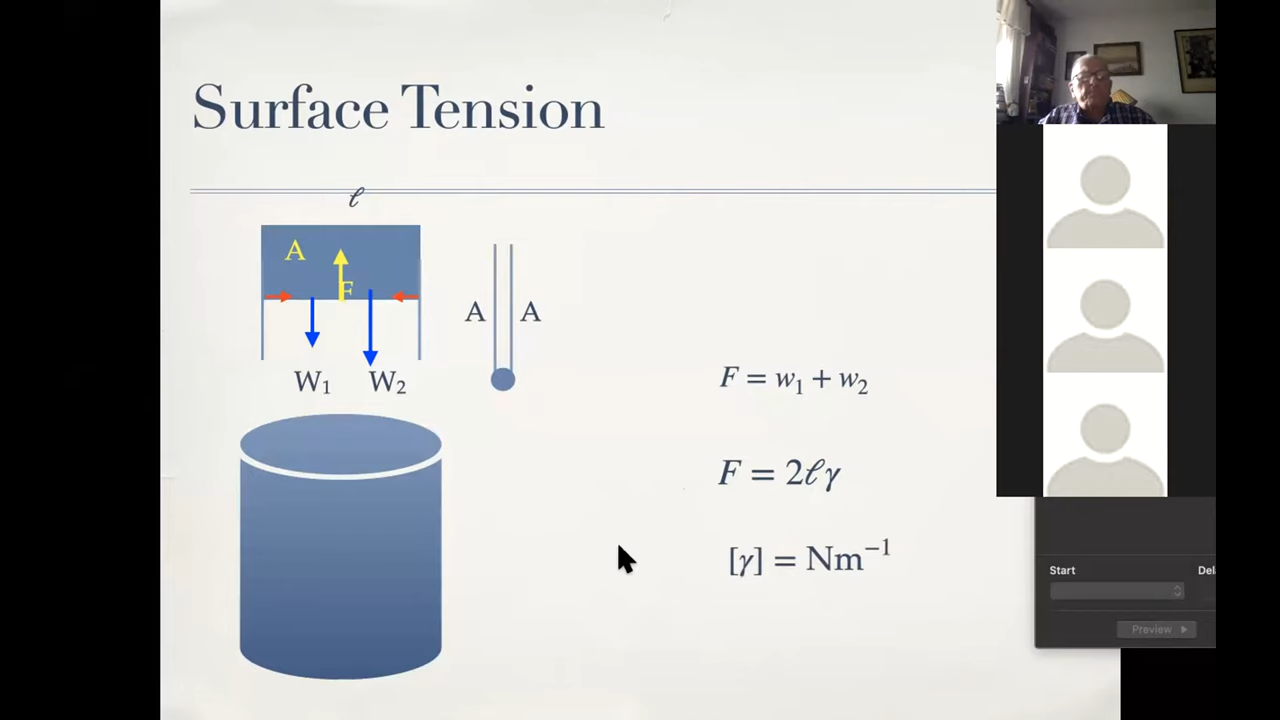 Surface Tension
ℓ
A
F
A A
W₁ W₂
F = w₁ + w₂
F = 2ℓγ
[γ] = Nm⁻¹
Start Del
Preview